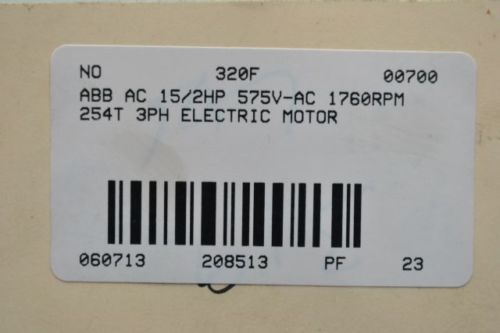 NO 320F 00700
ABB AC 15/2HP 575V-AC 1760RPM
254T 3PH ELECTRIC MOTOR
060713 208513 PF 23